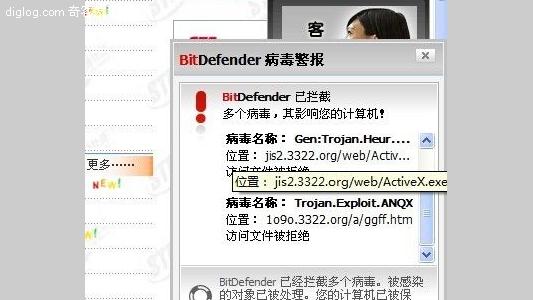 diglog.com 奇客
NEW!
客
BitDefender 病毒警报
BitDefender 已拦截
多个病毒，其影响您的计算机！
病毒名称： Gen:Trojan.Heur....
位置： jis2.3322.org/web/Activ...
访问文件被拒绝
位置： jis2.3322.org/web/ActiveX.exe
病毒名称： Trojan.Exploit.ANQX
位置： 1o9o.3322.org/a/ggff.htm
访问文件被拒绝
更多……
NEW!
NEW!
BitDefender 已经拦截多个病毒。被感染
的对象已被处理。您的计算机已被保